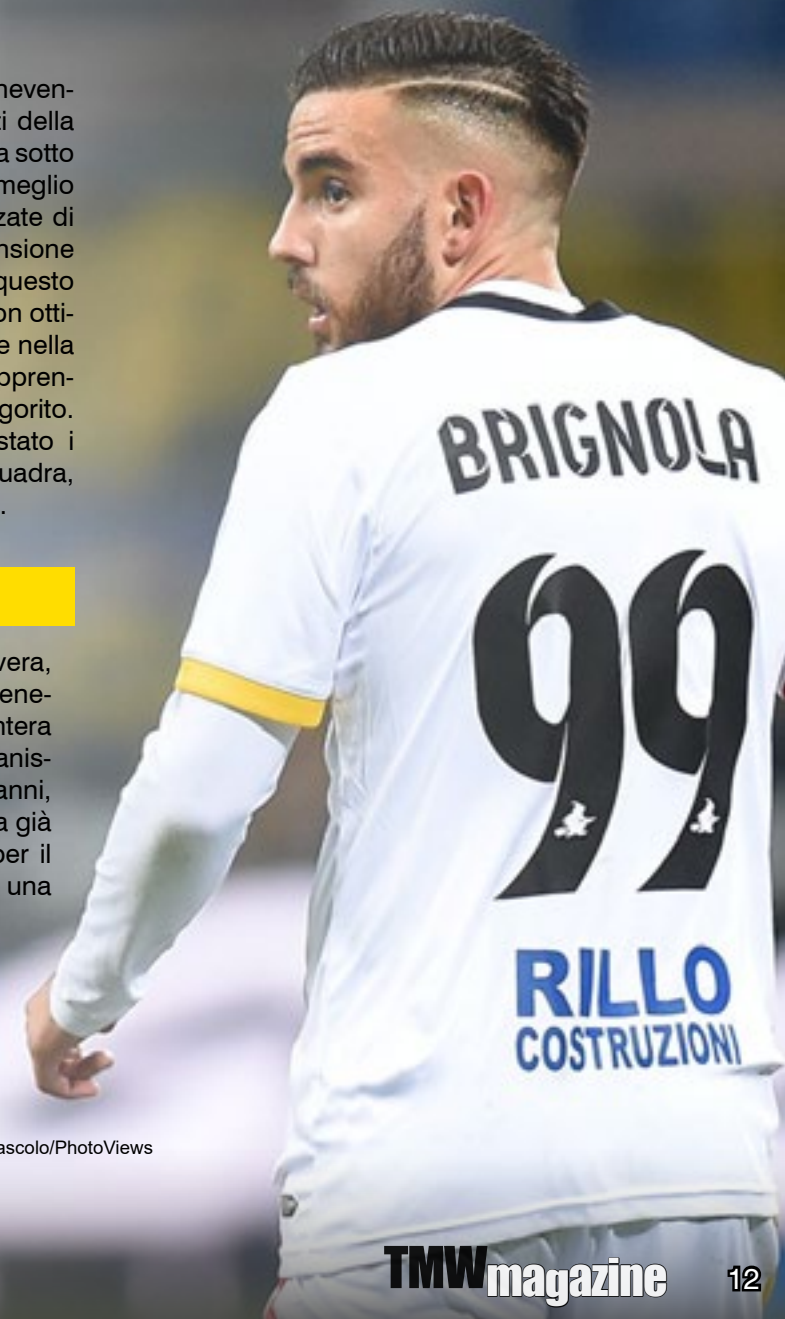 neven-
i della
a sotto
meglio
zate di
nsione
questo
on otti-
e nella
ppren-
gorito.
stato i
uadra,
.
vera,
ene-
ntera
anis-
anni,
a già
per il
una
BRIGNOLA
99
RILLO
COSTRUZIONI
ascolo/PhotoViews
TMWmagazine
12